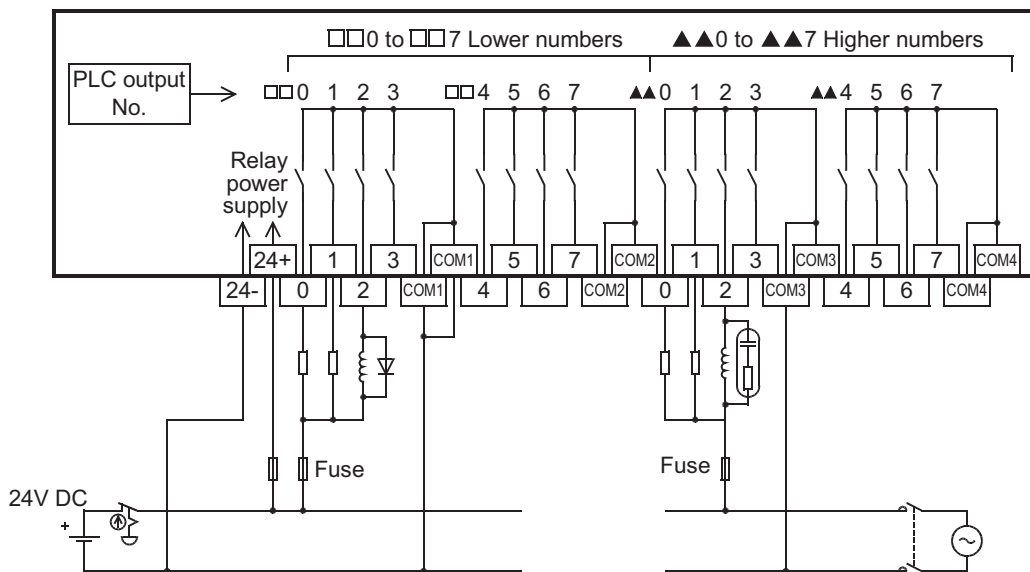 □□0 to □□7 Lower numbers ▲▲0 to ▲▲7 Higher numbers
PLC output
No.
□□0 1 2 3 □□4 5 6 7 ▲▲0 1 2 3 ▲▲4 5 6 7
Relay
power
supply
24+ 1 3 COM1 5 7 COM2 1 3 COM3 5 7 COM4
24- 0 2 COM1 4 6 COM2 0 2 COM3 4 6 COM4
Fuse Fuse
24V DC
+